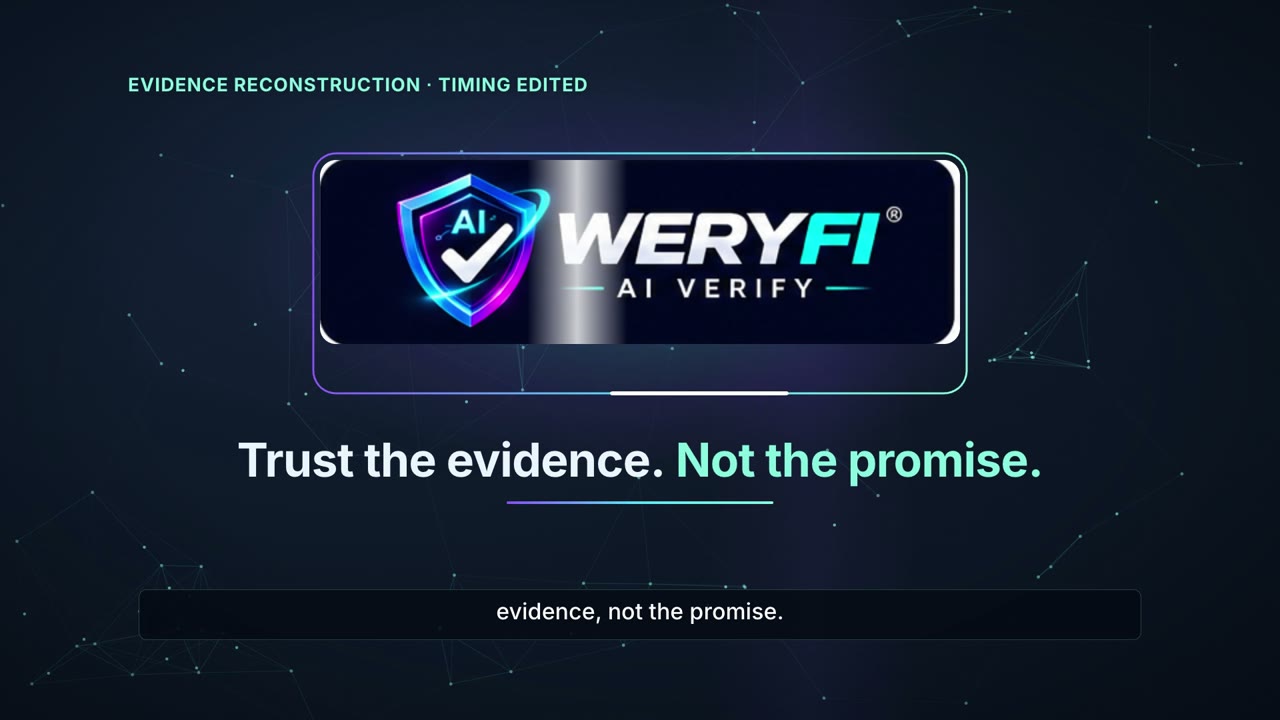 EVIDENCE RECONSTRUCTION · TIMING EDITED
AI
WERYFI®
AI VERIFY
Trust the evidence. Not the promise.
evidence, not the promise.